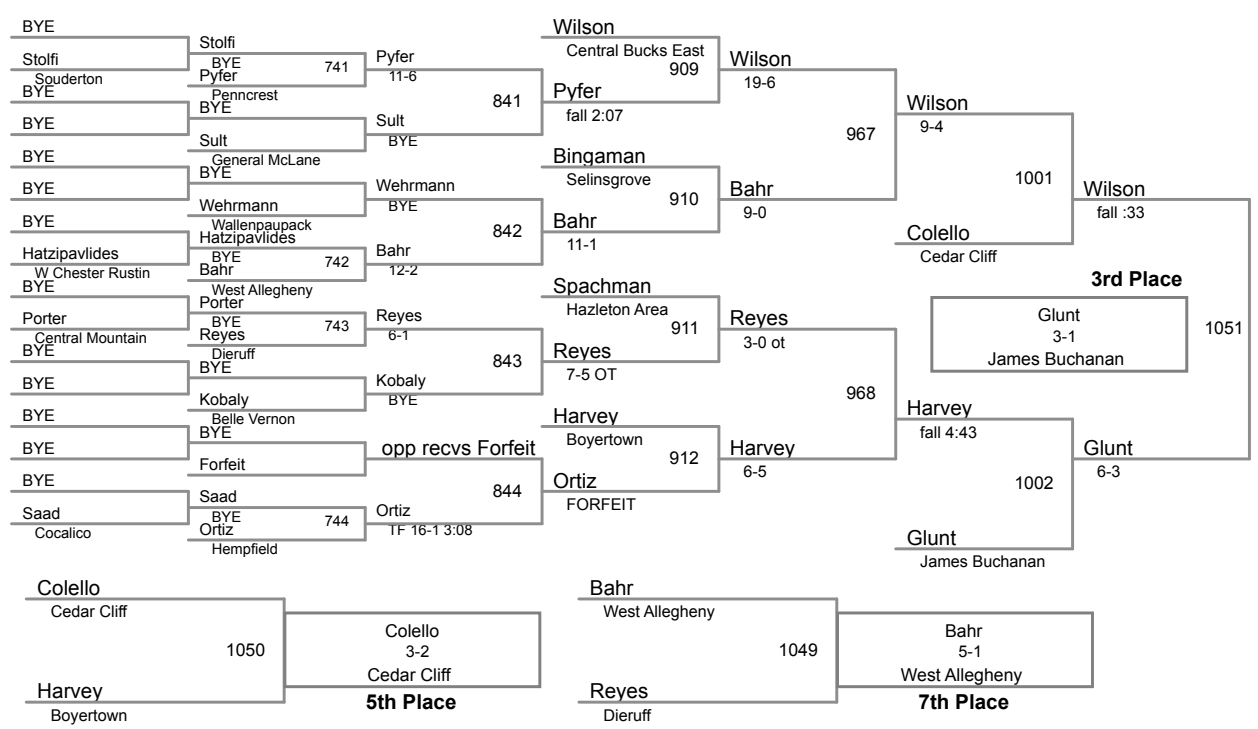 BYE
Stolfi
Souderton
BYE
BYE
BYE
BYE
BYE
Hatzipavlides
W Chester Rustin
BYE
Porter
Central Mountain
BYE
BYE
BYE
BYE
BYE
Saad
Cocalico
Stolfi
BYE
741
Pyfer
Penncrest
BYE
Sult
General McLane
BYE
Wehrmann
Wallenpaupack
Hatzipavlides
BYE
742
Bahr
West Allegheny
Porter
BYE
743
Reyes
Dieruff
BYE
Kobaly
Belle Vernon
BYE
Forfeit
Saad
BYE
744
Ortiz
Hempfield
Pyfer
11-6
841
Sult
BYE
Wehrmann
BYE
842
Bahr
12-2
Reyes
6-1
843
Kobaly
BYE
opp recvs Forfeit
844
Ortiz
TF 16-1 3:08
Wilson
Central Bucks East
909
Pyfer
fall 2:07
Bingaman
Selinsgrove
910
Bahr
11-1
Spachman
Hazleton Area
911
Reyes
7-5 OT
Harvey
Boyertown
912
Ortiz
FORFEIT
Wilson
19-6
967
Bahr
9-0
Reyes
3-0 ot
968
Harvey
6-5
Wilson
9-4
1001
Colello
Cedar Cliff
Harvey
fall 4:43
1002
Glunt
James Buchanan
Wilson
fall :33
1051
Glunt
6-3
3rd Place
Glunt
3-1
James Buchanan
Colello
Cedar Cliff
1050
Harvey
Boyertown
Colello
3-2
Cedar Cliff
5th Place
Bahr
West Allegheny
1049
Reyes
Dieruff
Bahr
5-1
West Allegheny
7th Place